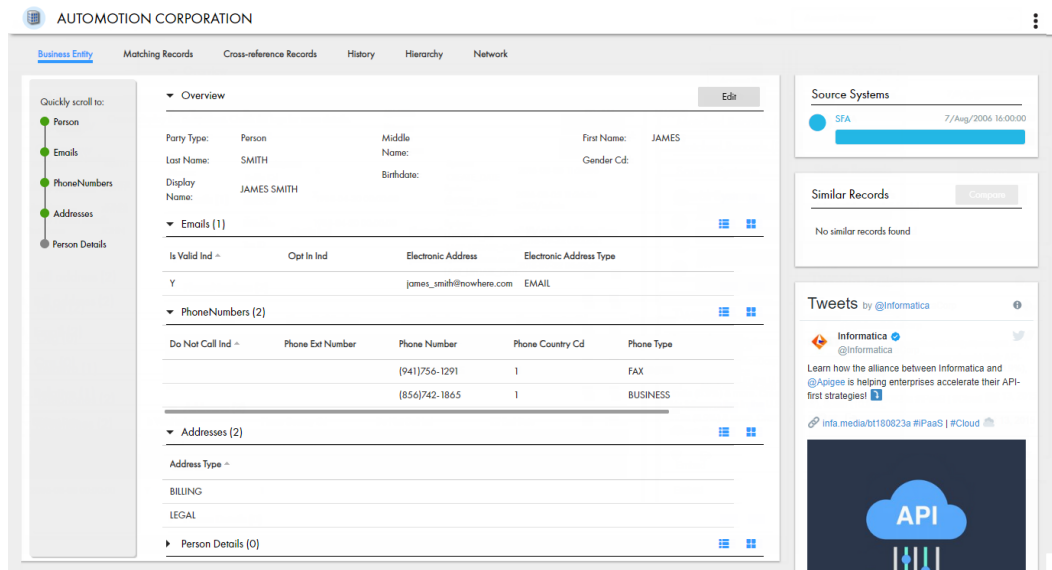 AUTOMOTION CORPORATION
Business Entity Matching Records Cross-reference Records History Hierarchy Network
Quickly scroll to:
Person
Emails
PhoneNumbers
Addresses
Person Details
Overview Edit
Party Type: Person Middle Name: First Name: JAMES
Last Name: SMITH Birthdate: Gender Cd:
Display Name: JAMES SMITH
Emails (1)
Is Valid Ind Opt In Ind Electronic Address Electronic Address Type
Y james_smith@nowhere.com EMAIL
PhoneNumbers (2)
Do Not Call Ind Phone Ext Number Phone Number Phone Country Cd Phone Type
(941)756-1291 1 FAX
(856)742-1865 1 BUSINESS
Addresses (2)
Address Type
BILLING
LEGAL
Person Details (0)
Source Systems
SFA 7/Aug/2006 16:00:00
Similar Records Compare
No similar records found
Tweets by @Informatica
Informatica
@Informatica
Learn how the alliance between Informatica and
@Apigee is helping enterprises accelerate their API-
first strategies!
infa.media/bt180823a #iPaaS | #Cloud
API